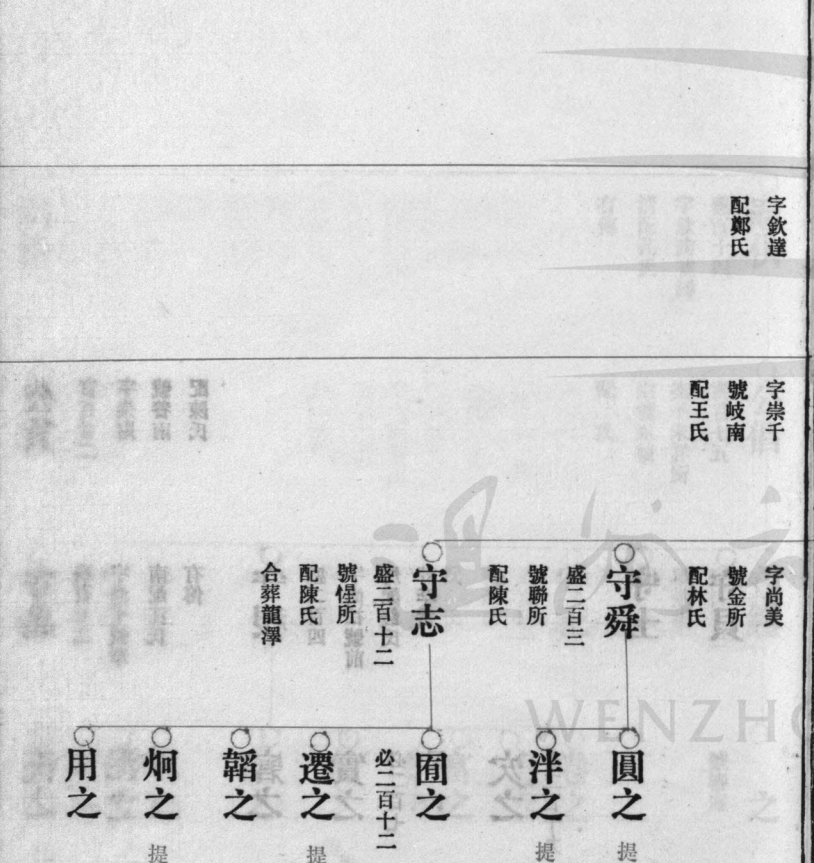 字欽達
配鄭氏
字崇千
號岐南
配王氏
字尚美
號金所
配林氏
守舜
盛二百三
號聯所
配陳氏
守志
盛二百十二
號惺所
配陳氏
合葬龍澤
圓之
提
泮之
提
囿之
必二百十二
遷之
提
韜之
炯之
提
用之
WENZHO